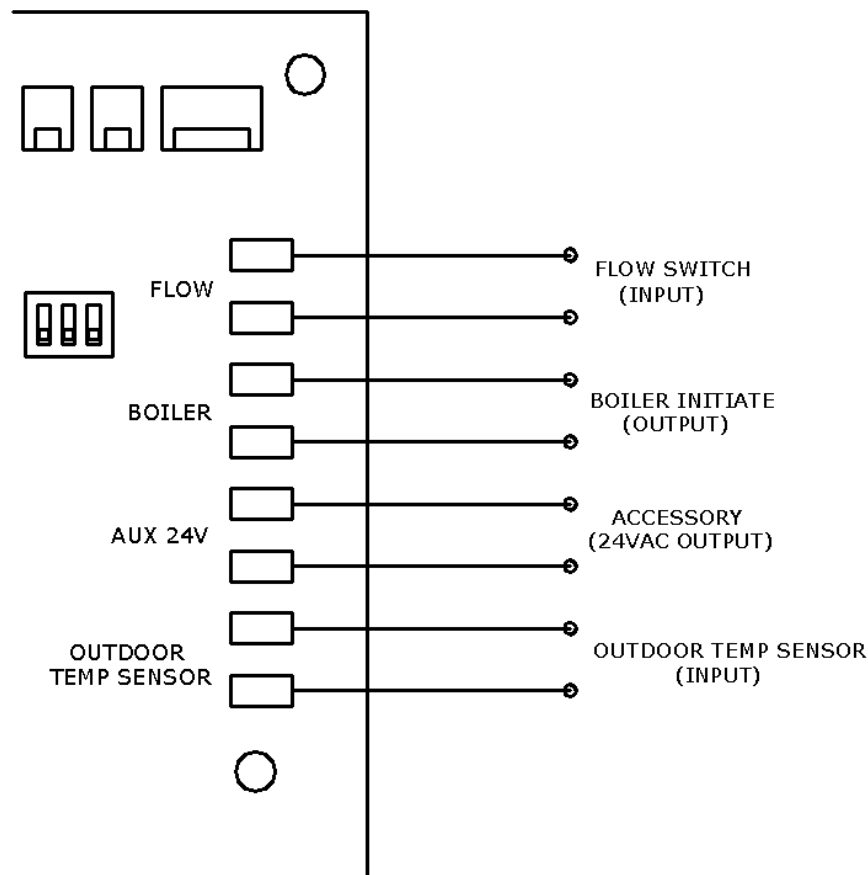 FLOW
FLOW SWITCH
(INPUT)
BOILER
BOILER INITIATE
(OUTPUT)
AUX 24V
ACCESSORY
(24VAC OUTPUT)
OUTDOOR
TEMP SENSOR
OUTDOOR TEMP SENSOR
(INPUT)